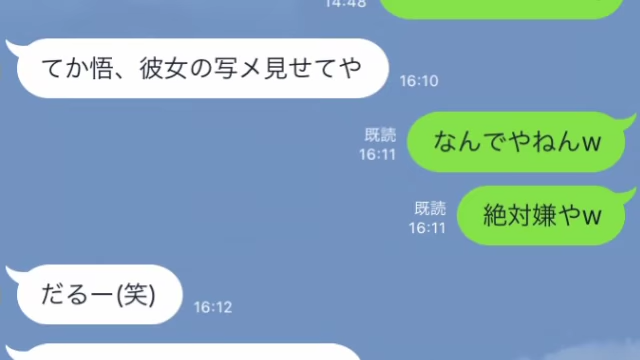 14:48
てか悟、彼女の写メ見せてや
16:10
既読
16:11
なんでやねんw
既読
16:11
絶対嫌やw
だるー(笑)
16:12